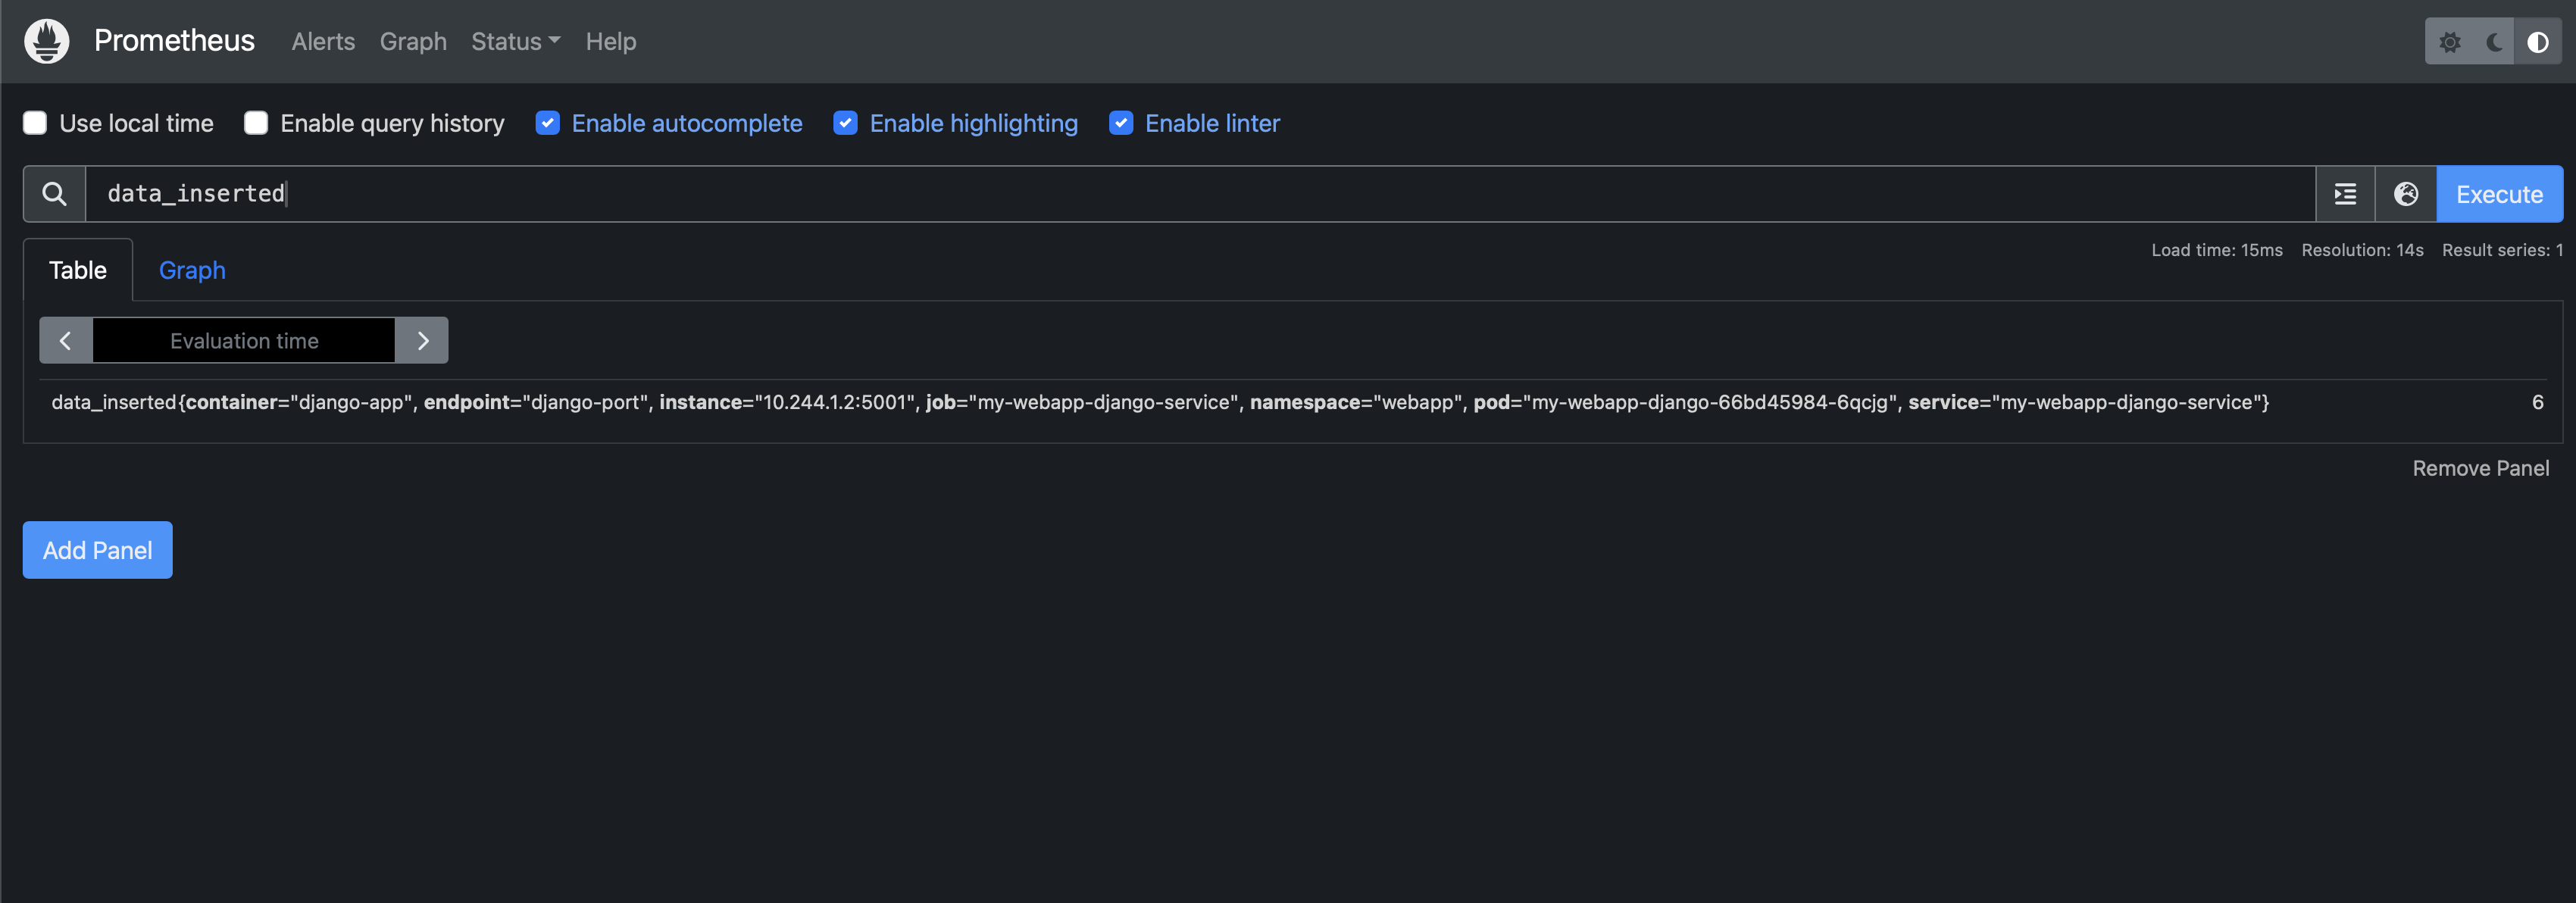 Prometheus Alerts Graph Status Help
Use local time Enable query history Enable autocomplete Enable highlighting Enable linter
data_inserted Execute
Load time: 15ms Resolution: 14s Result series: 1
Table Graph
Evaluation time
data_inserted{container="django-app", endpoint="django-port", instance="10.244.1.2:5001", job="my-webapp-django-service", namespace="webapp", pod="my-webapp-django-66bd45984-6qcjg", service="my-webapp-django-service"} 6
Remove Panel
Add Panel